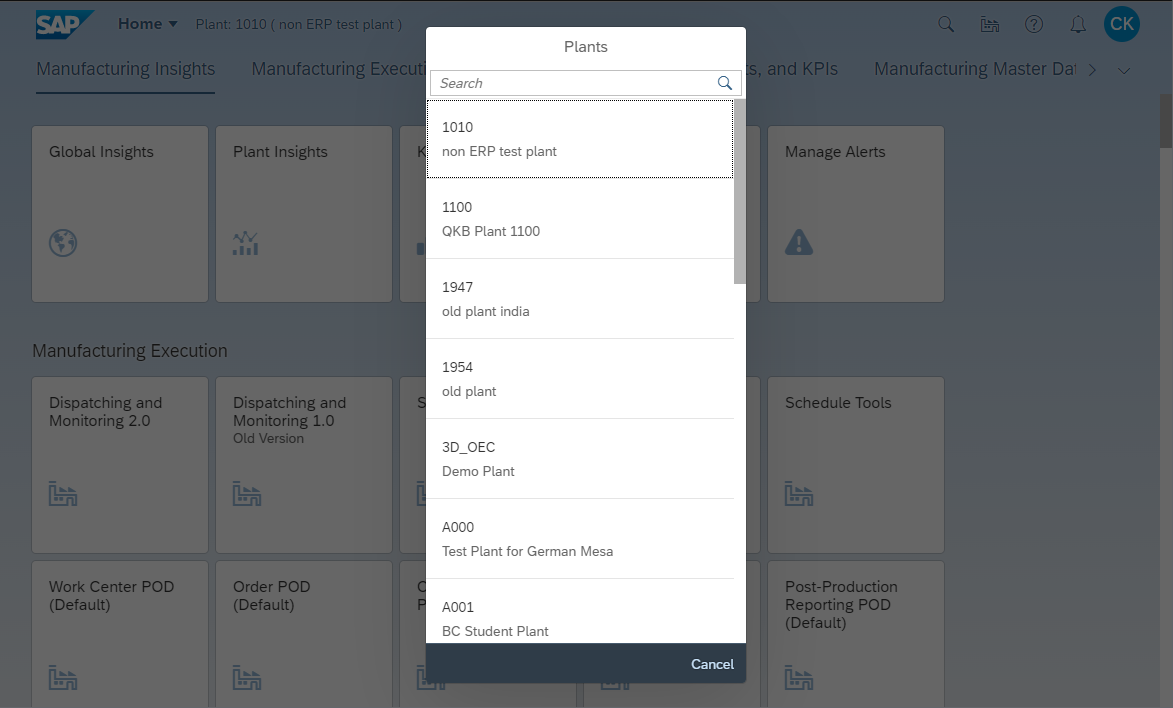 SAP
Home
Plant: 1010 ( non ERP test plant )
CK
Manufacturing Insights
Manufacturing
and KPIs
Manufacturing Master
Plants
Search
1010
non ERP test plant
1100
QKB Plant 1100
1947
old plant india
1954
old plant
3D_OEC
Demo Plant
A000
Test Plant for German Mesa
A001
BC Student Plant
Cancel
Global Insights
Plant Insights
Manage Alerts
Manufacturing Execution
Dispatching and
Monitoring 2.0
Dispatching and
Monitoring 1.0
Old Version
Schedule Tools
Work Center POD
(Default)
Order POD
(Default)
Post-Production
Reporting POD
(Default)